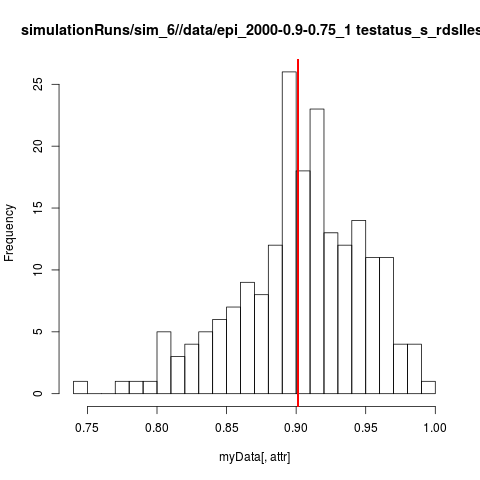 simulationRuns/sim_6//data/epi_2000-0.9-0.75_1 testatus_s_rdslles
25
20
15
10
5
0
Frequency
0.75 0.80 0.85 0.90 0.95 1.00
myData[, attr]